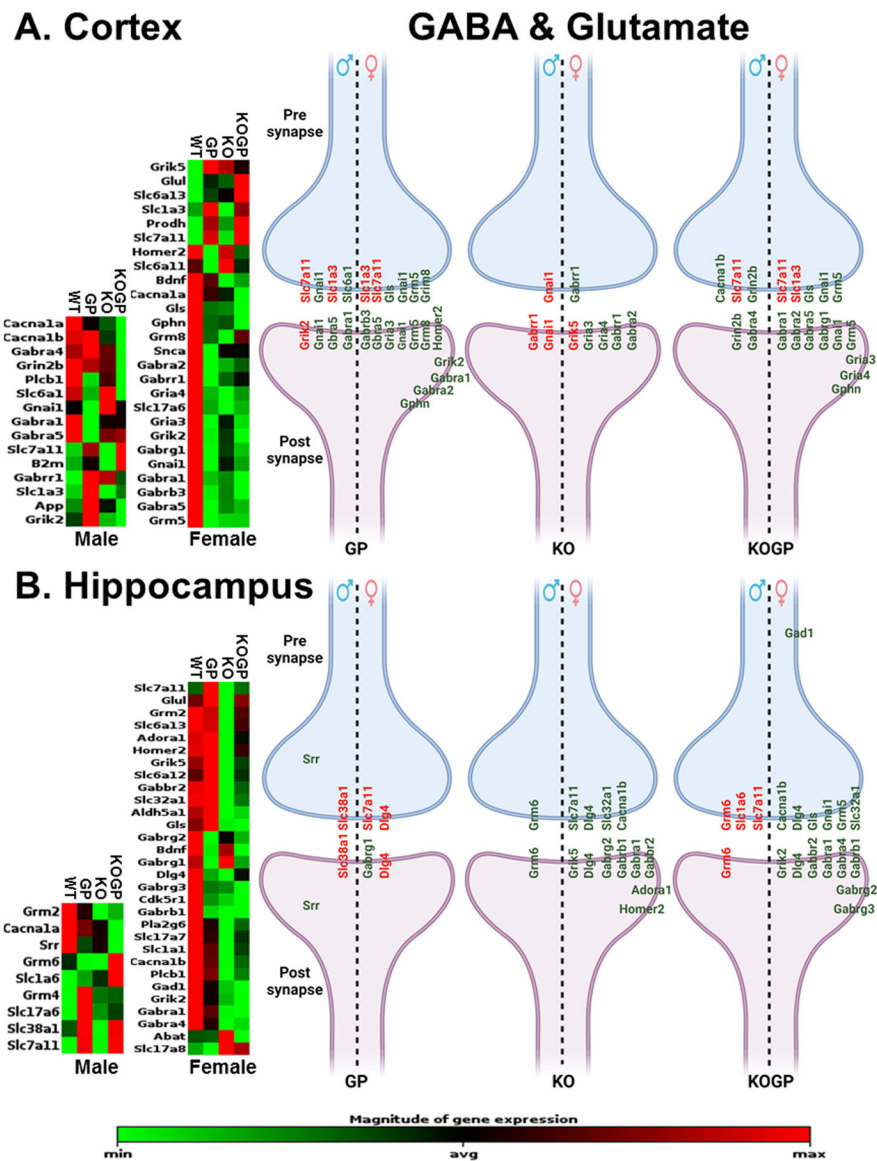 A. Cortex
GABA & Glutamate
♂ ♀
♂ ♀
♂ ♀
WT GP KO KOGP
Grik5
Glul
Slc6a13
Slc1a3
Prodh
Slc7a11
Homer2
Slc6a11
Bdnf
Cacna1a
Gls
Gphn
Grm8
Snca
Gabra2
Gabrr1
Gria4
Slc17a6
Gria3
Grik2
Gabrg1
Gnai1
Gabra1
Gabrb3
Gabra5
Grm5
Female
WT GP KO KOGP
Cacna1a
Cacna1b
Gabra4
Grin2b
Plcb1
Slc6a1
Gnai1
Gabra1
Gabra5
Slc7a11
B2m
Gabrr1
Slc1a3
App
Grik2
Male
Pre
synapse
Post
synapse
Slc7a11 Gnai1 Slc1a3 Slc6a1 Slc1a3 Slc7a11 Gls Gnai1 Grm5 Grm8
Grik2 Gnai1 Gbra5 Gabra1 Gabrb3 Gbra5 Gria3 Gnai1 Grm5 Grm8 Homer2
Grik2
Gabra1
Gabra2
Gphn
GP
Gnai1 Gabrr1
Gabrr1 Gnai1 Grik5 Gria3 Gria4 Gabrr1 Gabra2
KO
Cacna1b Slc7a11 Grin2b Slc7a11 Slc1a3 Gls Gnai1 Grm5
Grin2b Gabra4 Gabra1 Gabra2 Gabra5 Gabrg1 Gnai1 Grm5
Gria3
Gria4
Gphn
KOGP
B. Hippocampus
♂ ♀
♂ ♀
♂ ♀
WT GP KO KOGP
Slc7a11
Glul
Grm2
Slc6a13
Adora1
Homer2
Grik5
Slc6a12
Gabbr2
Slc32a1
Aldh5a1
Gls
Gabrg2
Bdnf
Gabrg1
Dlg4
Gabrg3
Cdk5r1
Gabrb1
Pla2g6
Slc17a7
Slc1a1
Cacna1b
Plcb1
Gad1
Grik2
Gabra1
Gabra4
Abat
Slc17a8
Female
WT GP KO KOGP
Grm2
Cacna1a
Srr
Grm6
Slc1a6
Grm4
Slc17a6
Slc38a1
Slc7a11
Male
Pre
synapse
Post
synapse
Srr
Slc38a1 Slc7a11 Dlg4
Slc38a1 Gabrg1 Dlg4
Srr
GP
Grm6 Slc7a11 Dlg4 Slc32a1 Cacna1b
Grm6 Grik5 Dlg4 Gabrg2 Gabrb1 Gabra1 Gabbr2
Adora1
Homer2
KO
Gad1
Grm6 Slc1a6 Slc7a11 Cacna1b Dlg4 Gls Gnai1 Grm5 Slc32a1
Grm6 Grik2 Dlg4 Gabbr2 Gabra1 Gabra4 Gabrb1
Gabrg2
Gabrg3
KOGP
Magnitude of gene expression
min avg max